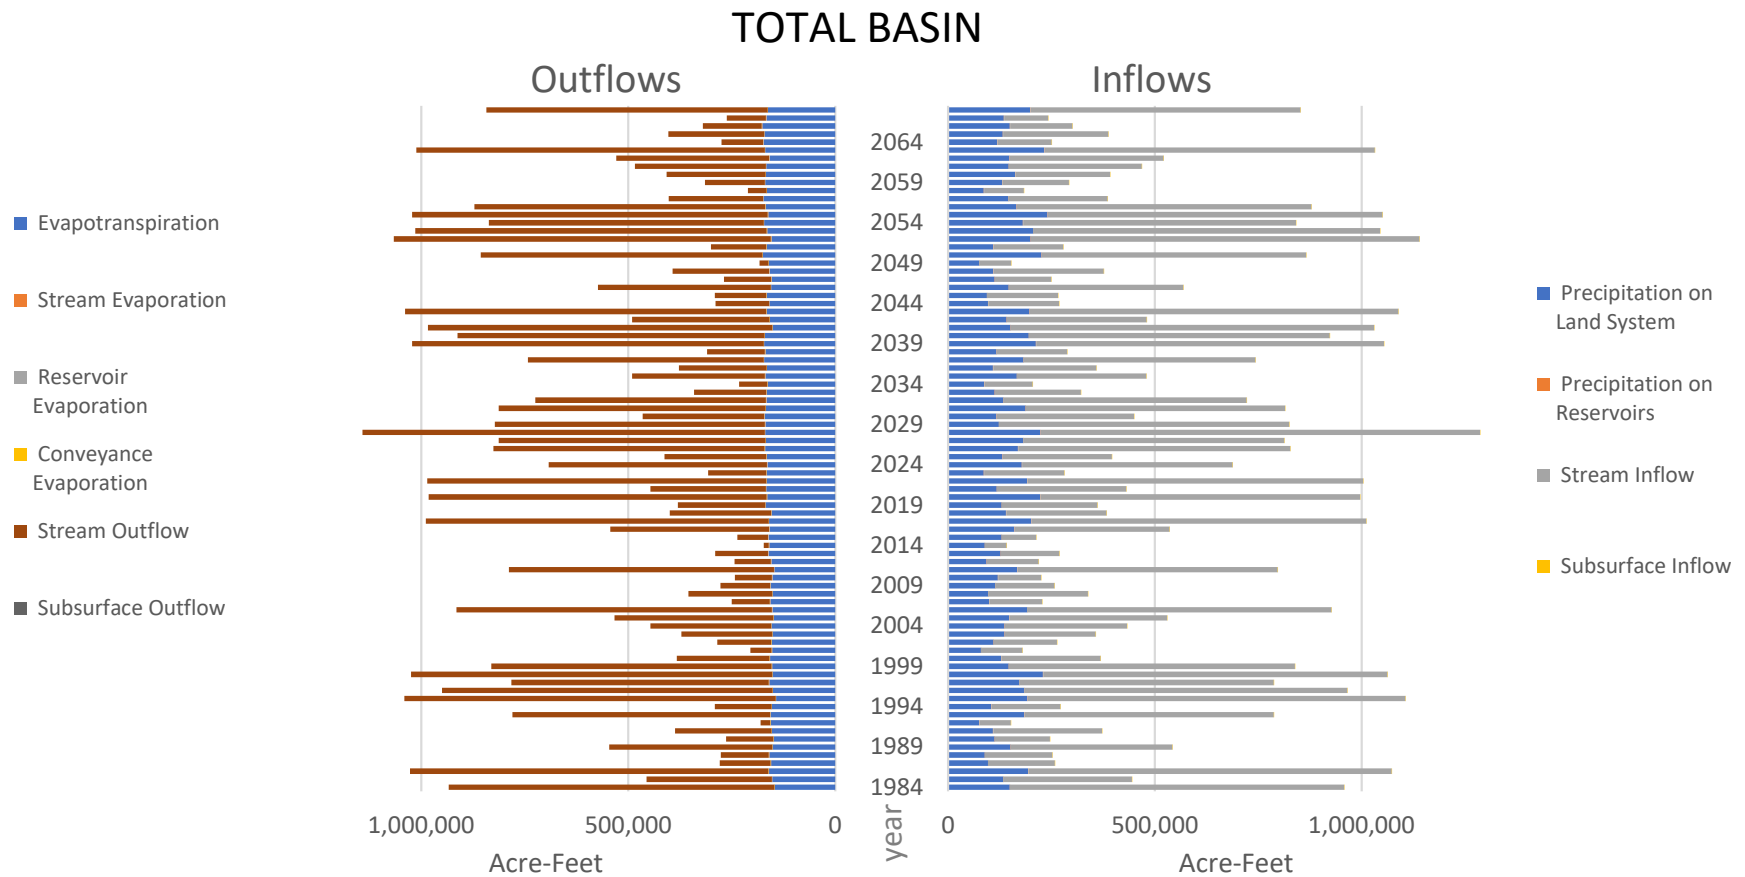 TOTAL BASIN
Outflows
Inflows
Evapotranspiration
Stream Evaporation
Reservoir
Evaporation
Conveyance
Evaporation
Stream Outflow
Subsurface Outflow
2064
2059
2054
2049
2044
2039
2034
2029
2024
2019
2014
2009
2004
1999
1994
1989
1984
year
1,000,000
500,000
0
Acre-Feet
0
500,000
1,000,000
Acre-Feet
Precipitation on
Land System
Precipitation on
Reservoirs
Stream Inflow
Subsurface Inflow